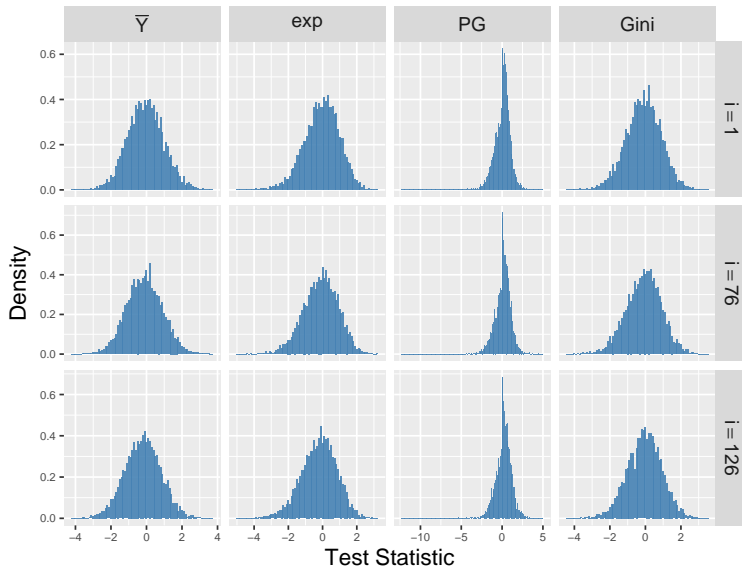 Y̅ exp PG Gini
0.6
0.4
0.2
0.0
i = 1
0.6
0.4
0.2
0.0
i = 76
0.6
0.4
0.2
0.0
i = 126
Density
−4 −2 0 2 4 −4 −2 0 2 −10 −5 0 5 −4 −2 0 2
Test Statistic